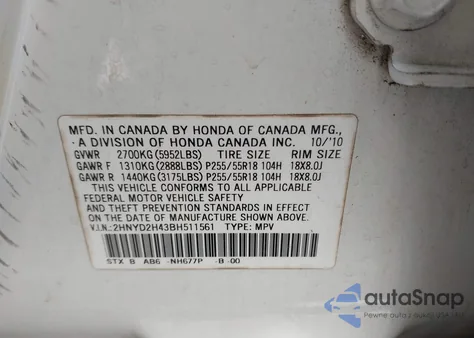 MFD. IN CANADA BY HONDA OF CANADA MFG.,
A DIVISION OF HONDA CANADA INC. 10/'10
GVWR 2700KG(5952LBS) TIRE SIZE RIM SIZE
GAWR F 1310KG(2888LBS) P255/55R18 104H 18X8.0J
GAWR R 1440KG(3175LBS) P255/55R18 104H 18X8.0J
THIS VEHICLE CONFORMS TO ALL APPLICABLE
FEDERAL MOTOR VEHICLE SAFETY
AND THEFT PREVENTION STANDARDS IN EFFECT
ON THE DATE OF MANUFACTURE SHOWN ABOVE.
V.I.N.:2HNYD2H43BH511561 TYPE: MPV
STX B AB6 -NH677P -B-00
autoSnap
Pewne auta z USA